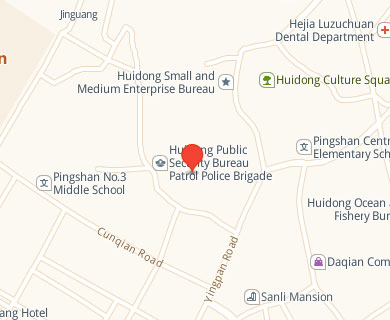 Jinguang
Hejia Luzuchuan
Dental Department
n
Huidong Small and
Medium Enterprise Bureau
Huidong Culture Squa
Huidong Public
Security Bureau
Patrol Police Brigade
Pingshan Centr
Elementary Sch
Pingshan No.3
Middle School
Huidong Ocean
Fishery Bur
Cunqian Road
Yingpan Road
Daqian Com
Sanli Mansion
ang Hotel